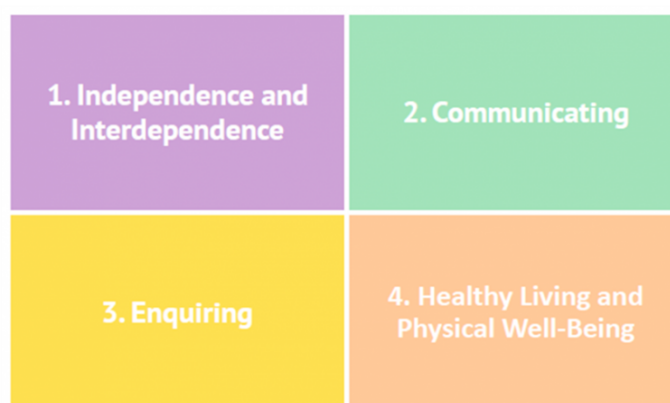 1. Independence and
Interdependence
2. Communicating
3. Enquiring
4. Healthy Living and
Physical Well-Being